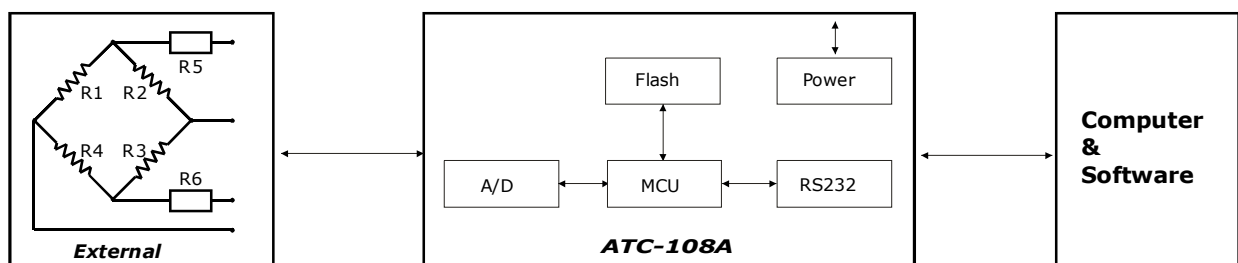 R5
R1
R2
R4
R3
R6
External
Flash
Power
A/D
MCU
RS232
ATC-108A
Computer
&
Software